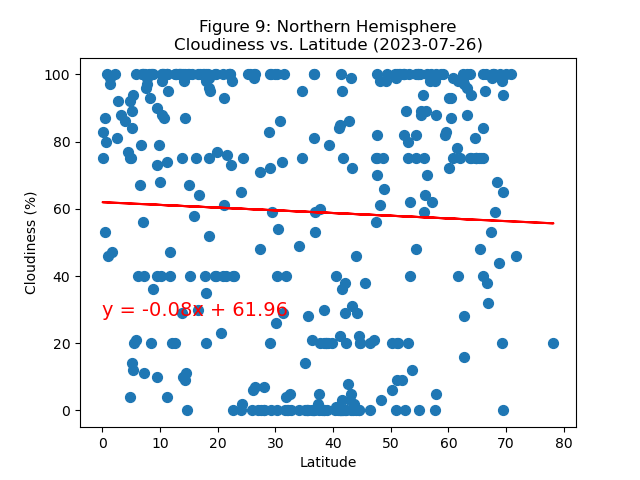 Figure 9: Northern Hemisphere
Cloudiness vs. Latitude (2023-07-26)
100
80
60
40
20
0
Cloudiness (%)
y = -0.08x + 61.96
0 10 20 30 40 50 60 70 80
Latitude